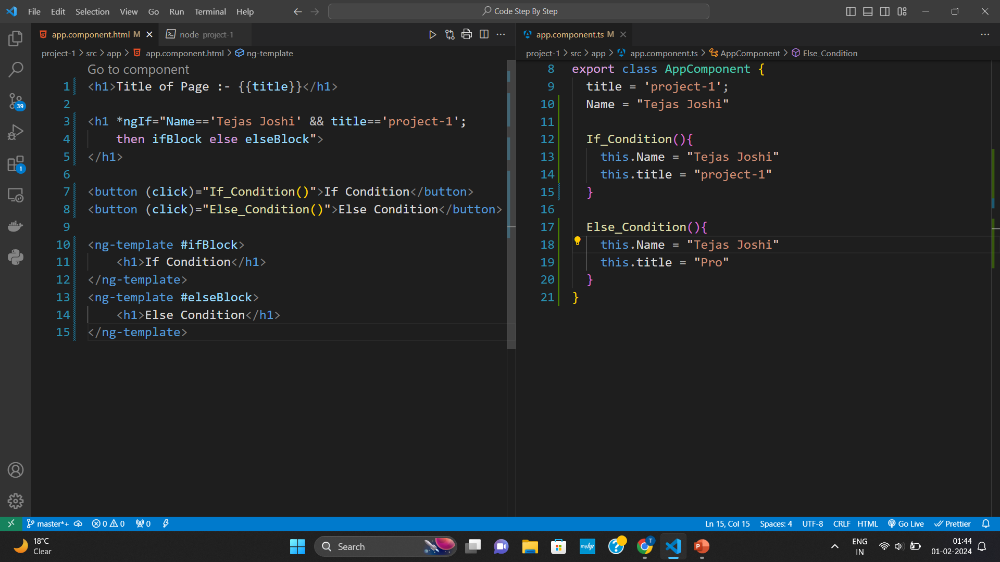 File Edit Selection View Go Run Terminal Help
Code Step By Step
app.component.html M
node project-1
project-1 > src > app > app.component.html > ng-template
Go to component
1 <h1>Title of Page :- {{title}}</h1>
2
3 <h1 *ngIf="Name=='Tejas Joshi' && title=='project-1';
4 then ifBlock else elseBlock">
5 </h1>
6
7 <button (click)="If_Condition()">If Condition</button>
8 <button (click)="Else_Condition()">Else Condition</button>
9
10 <ng-template #ifBlock>
11 <h1>If Condition</h1>
12 </ng-template>
13 <ng-template #elseBlock>
14 <h1>Else Condition</h1>
15 </ng-template>
app.component.ts M
project-1 > src > app > app.component.ts > AppComponent > Else_Condition
8 export class AppComponent {
9 title = 'project-1';
10 Name = "Tejas Joshi"
11
12 If_Condition(){
13 this.Name = "Tejas Joshi"
14 this.title = "project-1"
15 }
16
17 Else_Condition(){
18 this.Name = "Tejas Joshi"
19 this.title = "Pro"
20 }
21 }
39
1
master*+ 0 0 0
Ln 15, Col 15 Spaces: 4 UTF-8 CRLF HTML Go Live Prettier
18°C
Clear
Search
myhp
T
P
ENG
IN
01:44
01-02-2024